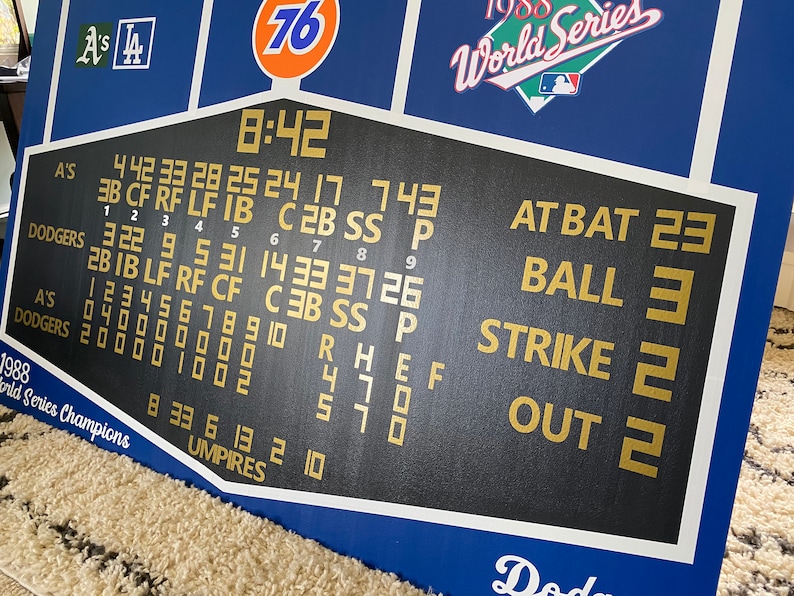 A's LA 76 1988
World Series
8:42
A'S 4 42 33 28 25 24 17 7 43
3B CF RF LF 1B C 2B SS P
1 2 3 4 5 6 7 8 9
DODGERS 3 22 9 5 31 14 33 37 26
2B 1B LF RF CF C 3B SS P
1 2 3 4 5 6 7 8 9 10 R H E F
A'S 0 4 0 0 0 0 0 0 0 4 7 0
DODGERS 2 0 0 0 0 1 0 0 2 5 7 0
8 33 6 13 2 10
UMPIRES
AT BAT 23
BALL 3
STRIKE 2
OUT 2
1988
World Series Champions